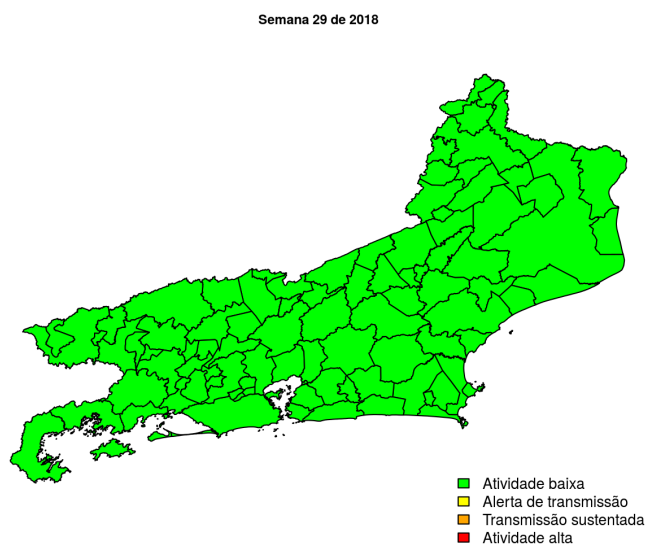 Semana 29 de 2018
Atividade baixa
Alerta de transmissão
Transmissão sustentada
Atividade alta